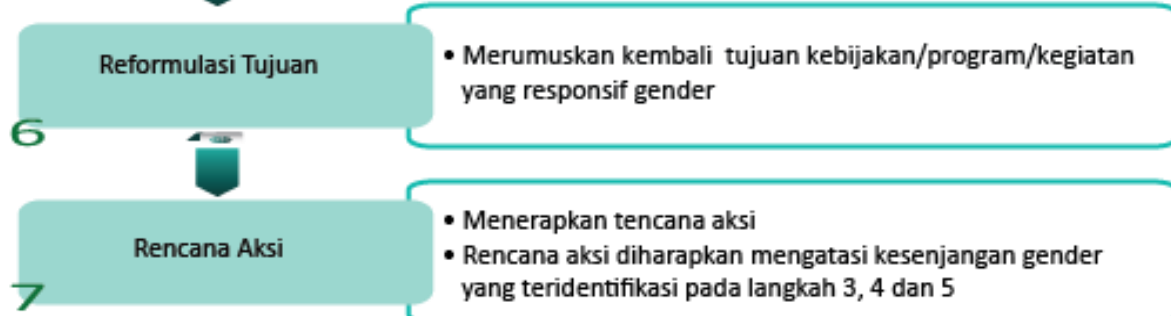 Reformulasi Tujuan
• Merumuskan kembali tujuan kebijakan/program/kegiatan
yang responsif gender
6
Rencana Aksi
• Menerapkan tencana aksi
• Rencana aksi diharapkan mengatasi kesenjangan gender
yang teridentifikasi pada langkah 3, 4 dan 5
7